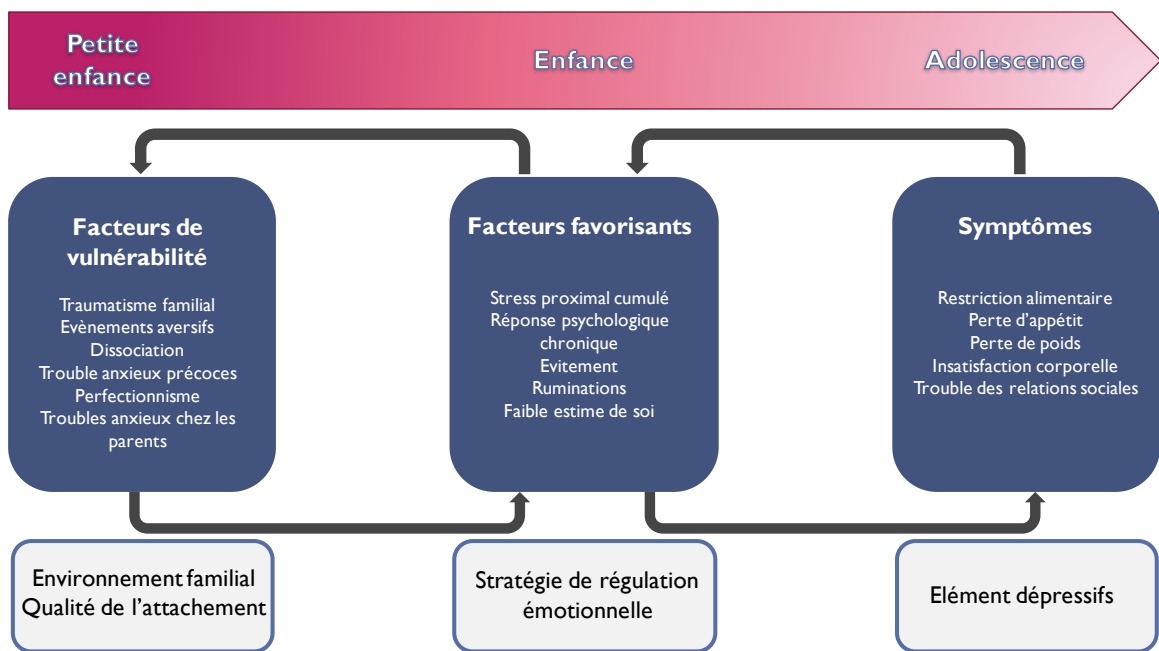 Petite
enfance
Enfance
Adolescence
Facteurs de
vulnérabilité
Traumatisme familial
Evènements aversifs
Dissociation
Trouble anxieux précoces
Perfectionnisme
Troubles anxieux chez les
parents
Facteurs favorisants
Stress proximal cumulé
Réponse psychologique
chronique
Evitement
Ruminations
Faible estime de soi
Symptômes
Restriction alimentaire
Perte d'appétit
Perte de poids
Insatisfaction corporelle
Trouble des relations sociales
Environnement familial
Qualité de l'attachement
Stratégie de régulation
émotionnelle
Elément dépressifs